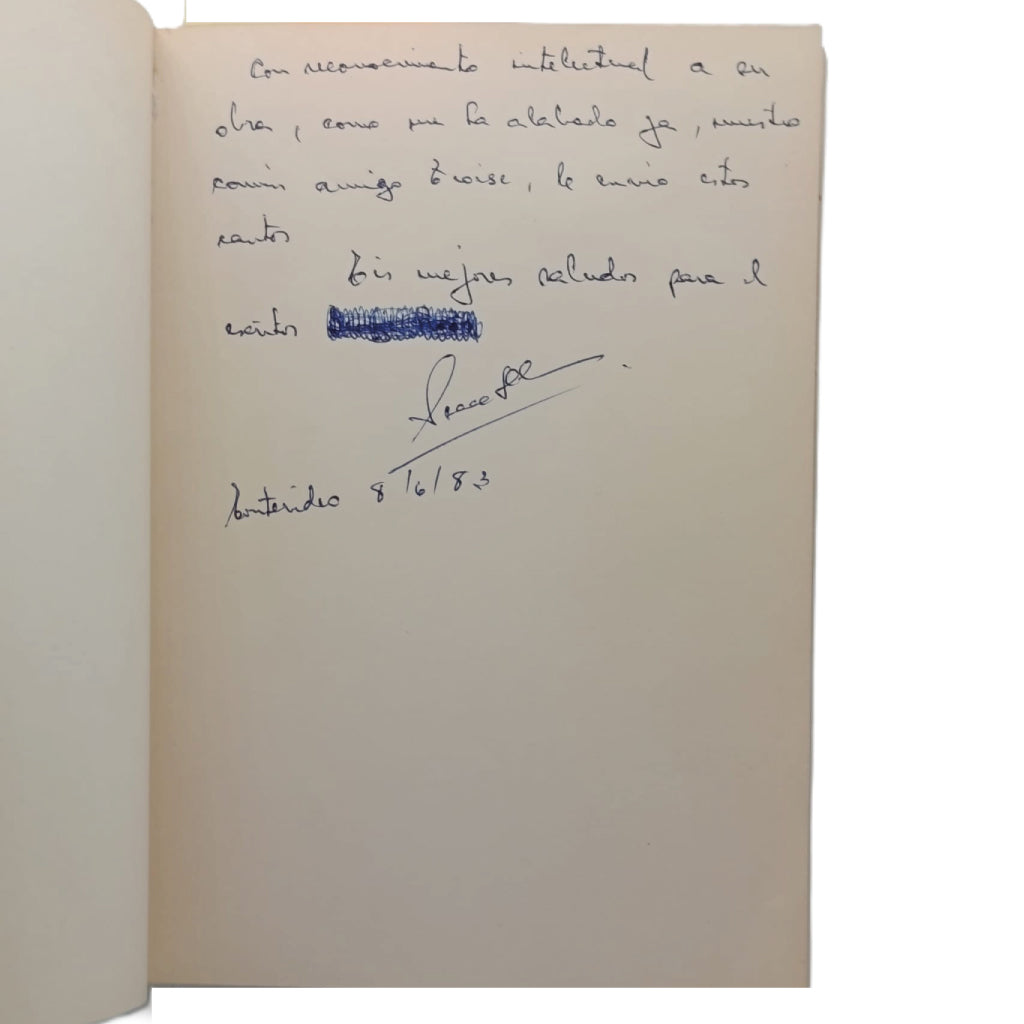 Con reconocimiento intelectual a su
obra, como me ha alabado ya, nuestro
común amigo, le envío estos
cantos
Mis mejores saludos para el
escritor
Montevideo 8/6/83